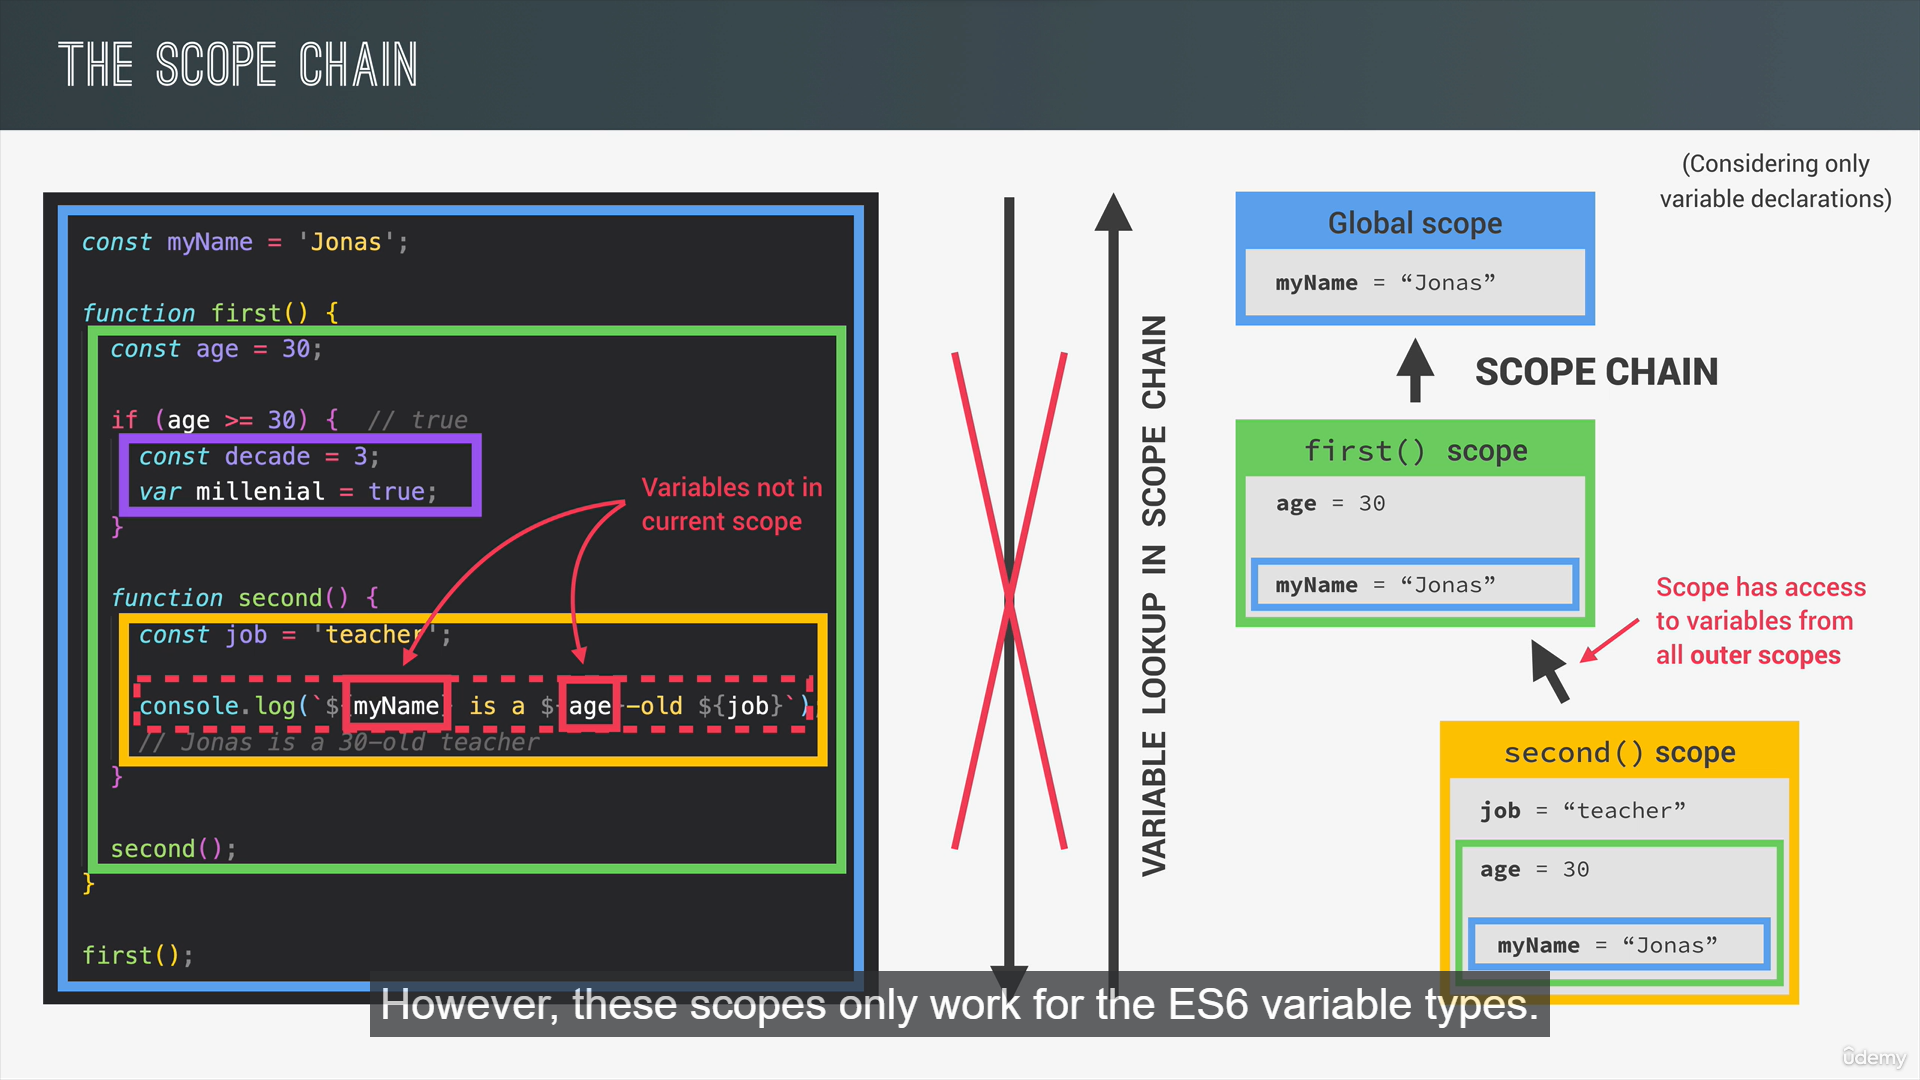 THE SCOPE CHAIN
(Considering only
variable declarations)
const myName = 'Jonas';
function first() {
const age = 30;
if (age >= 30) { // true
const decade = 3;
var millenial = true;
}
Variables not in
current scope
function second() {
const job = 'teacher';
console.log(`${myName} is a ${age}-old ${job}`)
// Jonas is a 30-old teacher
}
second();
}
first();
VARIABLE LOOKUP IN SCOPE CHAIN
Global scope
myName = “Jonas”
SCOPE CHAIN
first() scope
age = 30
myName = “Jonas”
Scope has access
to variables from
all outer scopes
second() scope
job = “teacher”
age = 30
myName = “Jonas”
However, these scopes only work for the ES6 variable types.
ûdemy